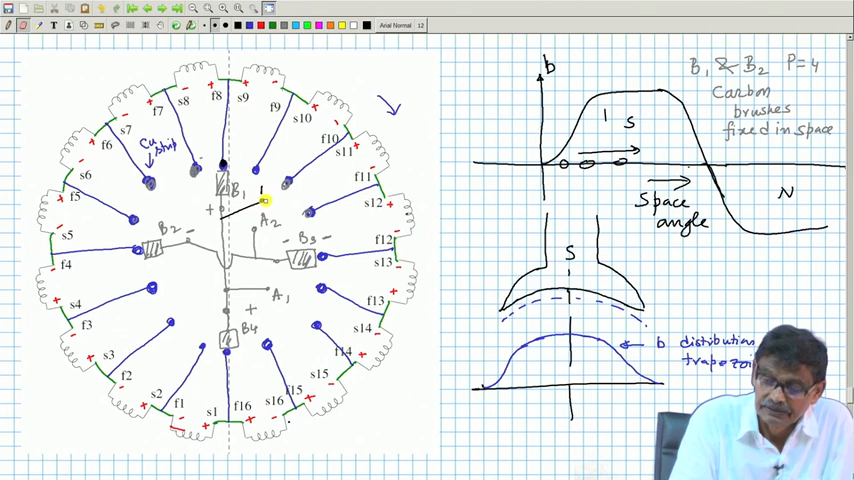 Arial Normal 12
s8 f8 s9
f7 f9
s7 s10
f6 f10
Cu
strip
s11
s6 f11
f5 s12
B1
+
1
A2
s5 B2 - - B3 - f12
f4 s13
s4 A1 f13
f3 + s14
B4
s3 f14
f2 s15
s2 f15
f1 s1 f16 s16
b
1 S
Space
angle
N
B1 & B2 P=4
Carbon
brushes
fixed in space
S
b distribution